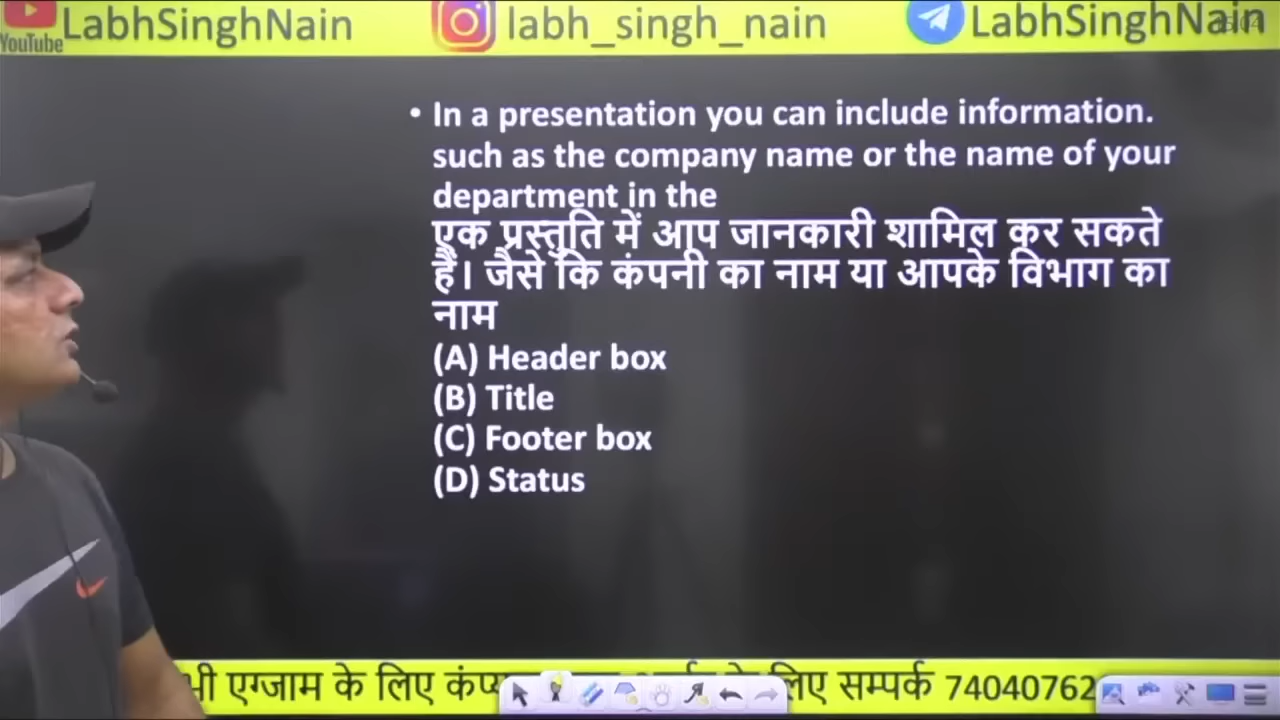 YouTube LabhSinghNain labh_singh_nain LabhSinghNain
• In a presentation you can include information.
such as the company name or the name of your
department in the
एक प्रस्तुति में आप जानकारी शामिल कर सकते
हैं। जैसे कि कंपनी का नाम या आपके विभाग का
नाम
(A) Header box
(B) Title
(C) Footer box
(D) Status
एग्जाम के लिए लिए सम्पर्क 74040762